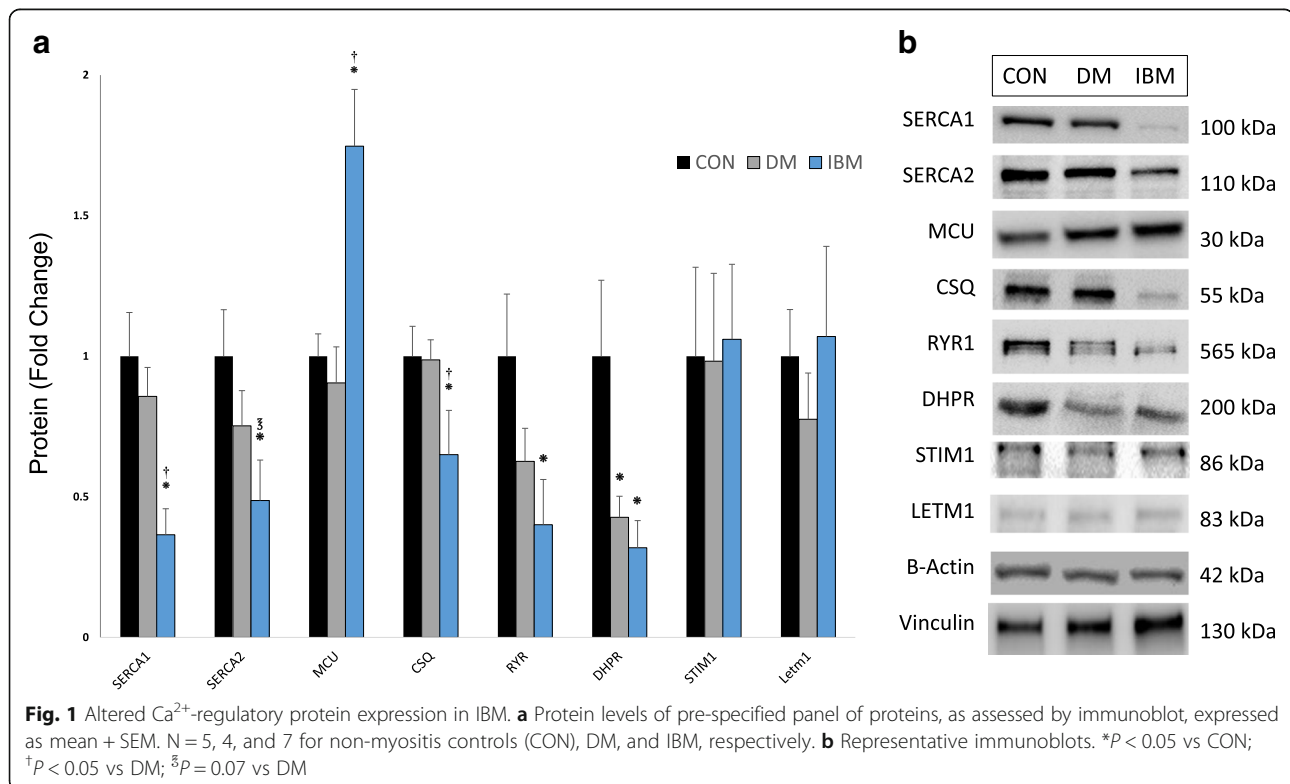 a
b
†
*
2
CON DM IBM
SERCA1
100 kDa
CON DM IBM
SERCA2
110 kDa
1.5
MCU
30 kDa
Protein (Fold Change)
CSQ
55 kDa
1
RYR1
565 kDa
†
*
DHPR
200 kDa
ѯ
*
*
STIM1
86 kDa
†
*
0.5
*
*
LETM1
83 kDa
B-Actin
42 kDa
0
Vinculin
130 kDa
SERCA1
SERCA2
MCU
CSQ
RYR
DHPR
STIM1
Letm1
Fig. 1 Altered Ca²⁺-regulatory protein expression in IBM. a Protein levels of pre-specified panel of proteins, as assessed by immunoblot, expressed
as mean + SEM. N = 5, 4, and 7 for non-myositis controls (CON), DM, and IBM, respectively. b Representative immunoblots. *P < 0.05 vs CON;
†P < 0.05 vs DM; ѯP = 0.07 vs DM